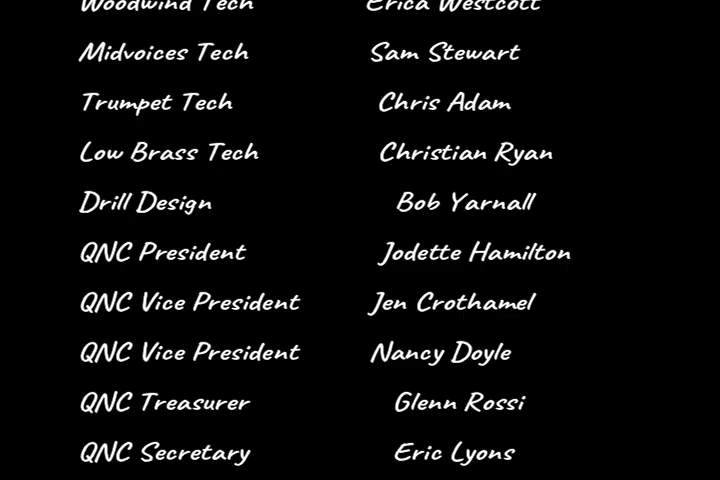 Woodwind Tech Erica Westcott
Midvoices Tech Sam Stewart
Trumpet Tech Chris Adam
Low Brass Tech Christian Ryan
Drill Design Bob Yarnall
QNC President Jodette Hamilton
QNC Vice President Jen Crothamel
QNC Vice President Nancy Doyle
QNC Treasurer Glenn Rossi
QNC Secretary Eric Lyons